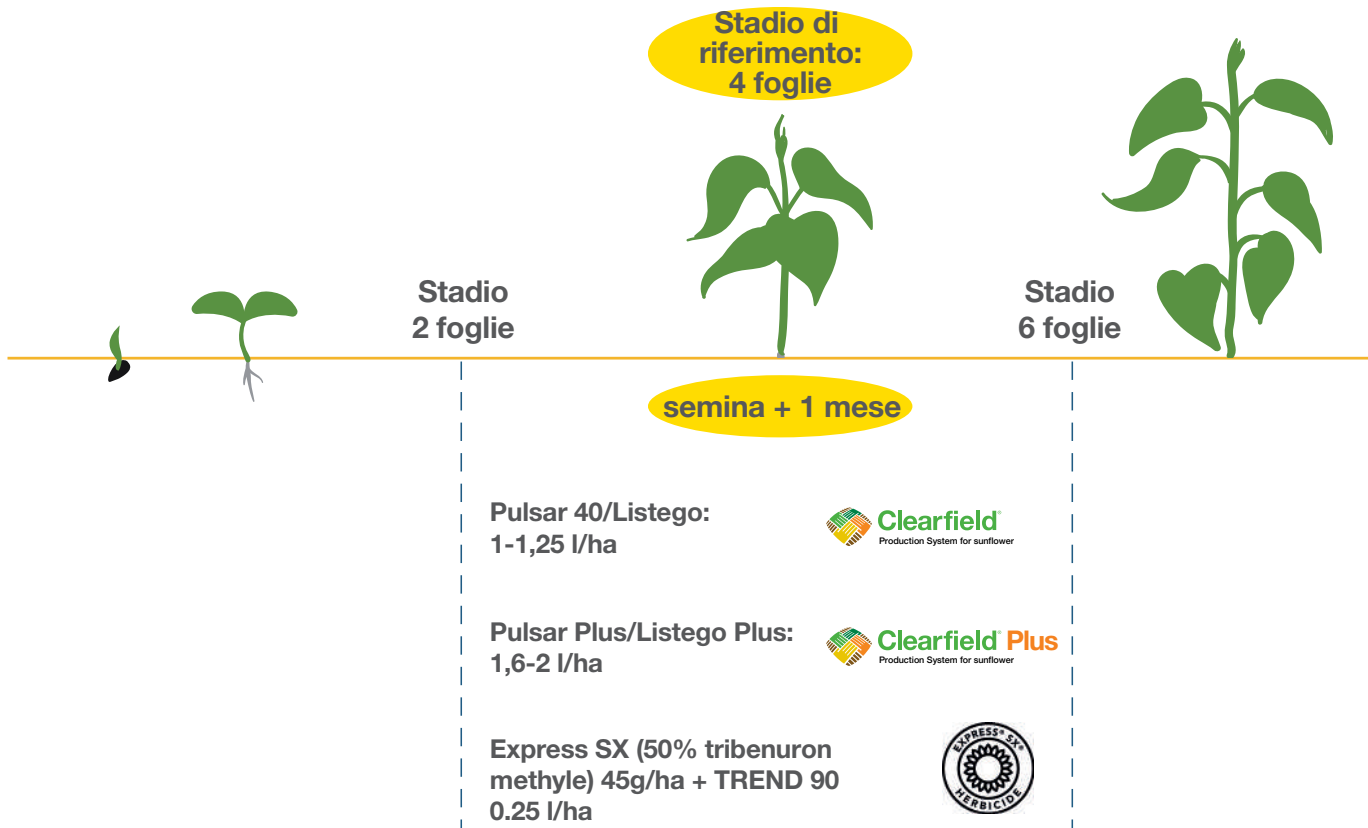 Stadio di
riferimento:
4 foglie
Stadio
2 foglie
Stadio
6 foglie
semina + 1 mese
Pulsar 40/Listego:
1-1,25 l/ha
Clearfield®
Production System for sunflower
Pulsar Plus/Listego Plus:
1,6-2 l/ha
Clearfield® Plus
Production System for sunflower
Express SX (50% tribenuron
methyle) 45g/ha + TREND 90
0.25 l/ha
EXPRESS® SX®
HERBICIDE